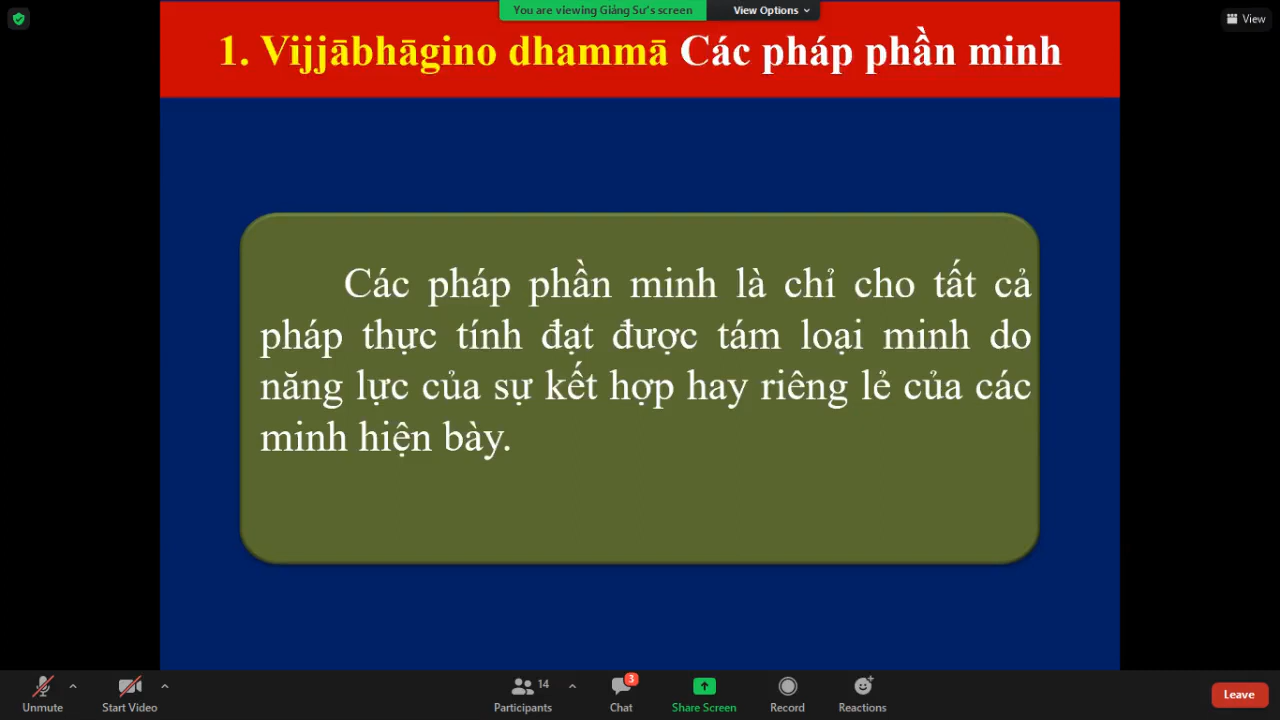 You are viewing Giảng Sư's screen
View Options
View
1. Vijjābhāgino dhammā Các pháp phần minh
Các pháp phần minh là chỉ cho tất cả
pháp thực tính đạt được tám loại minh do
năng lực của sự kết hợp hay riêng lẻ của các
minh hiện bày.
Unmute
Start Video
14
Participants
3
Chat
Share Screen
Record
Reactions
Leave